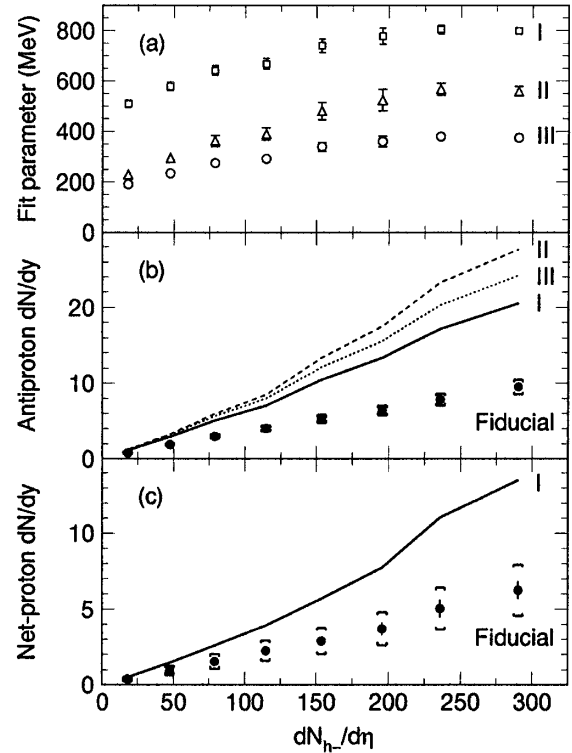 800
600
400
200
0
Fit parameter (MeV)
(a)
I
II
III
20
10
0
Antiproton dN/dy
(b)
II
III
I
Fiducial
10
5
0
Net-proton dN/dy
(c)
I
Fiducial
0 50 100 150 200 250 300
dN_h-/dη